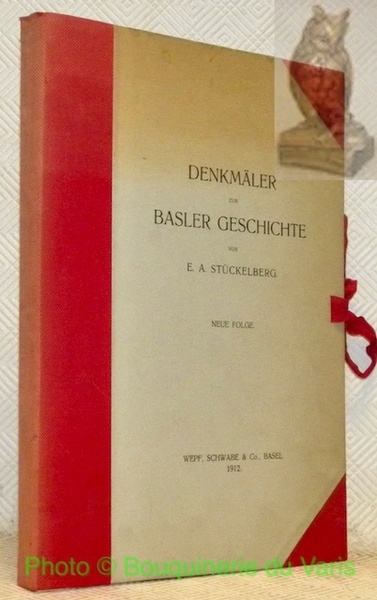 DENKMÄLER
ZUR
BASLER GESCHICHTE
VON
E. A. STÜCKELBERG.
NEUE FOLGE.
WEPF, SCHWABE & Co., BASEL
1912.
Photo © Bouquinerie du Varis